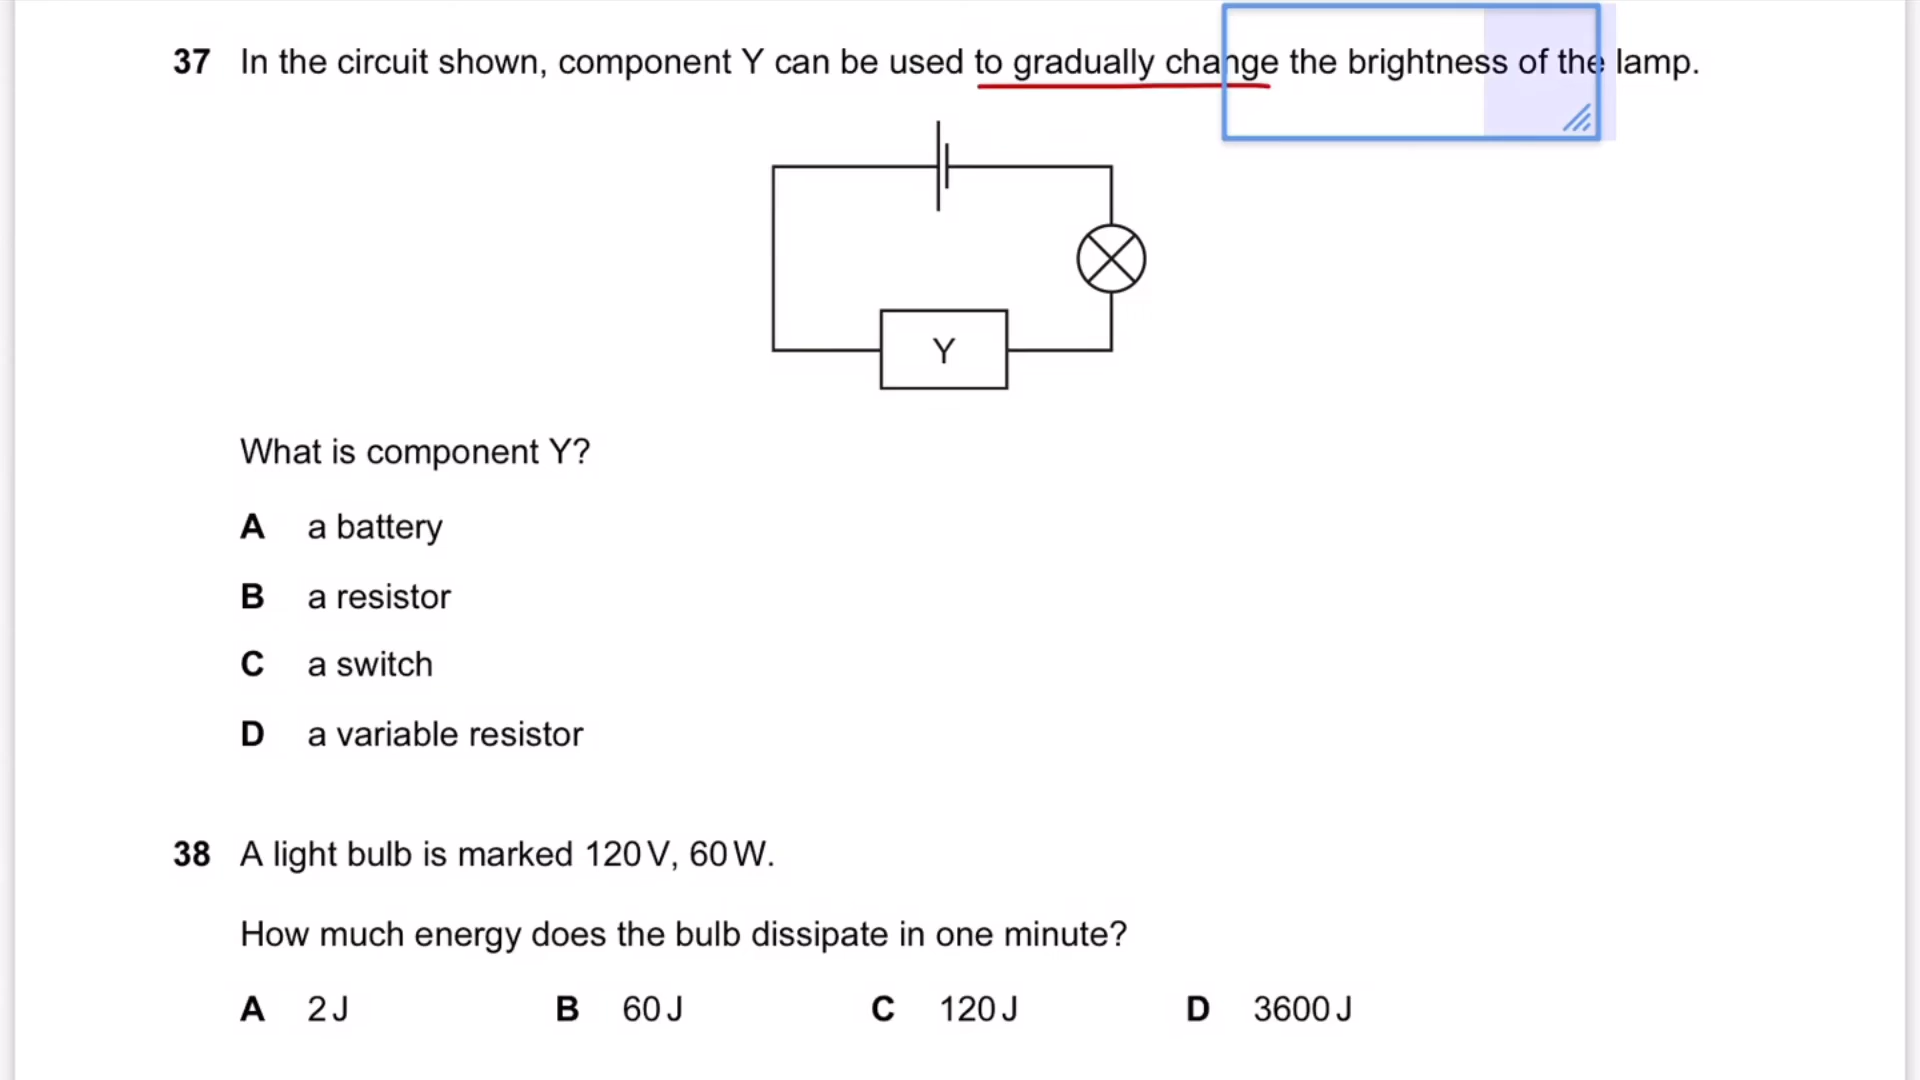 37 In the circuit shown, component Y can be used to gradually change the brightness of the lamp.
Y
What is component Y?
A a battery
B a resistor
C a switch
D a variable resistor
38 A light bulb is marked 120 V, 60 W.
How much energy does the bulb dissipate in one minute?
A 2 J B 60 J C 120 J D 3600 J